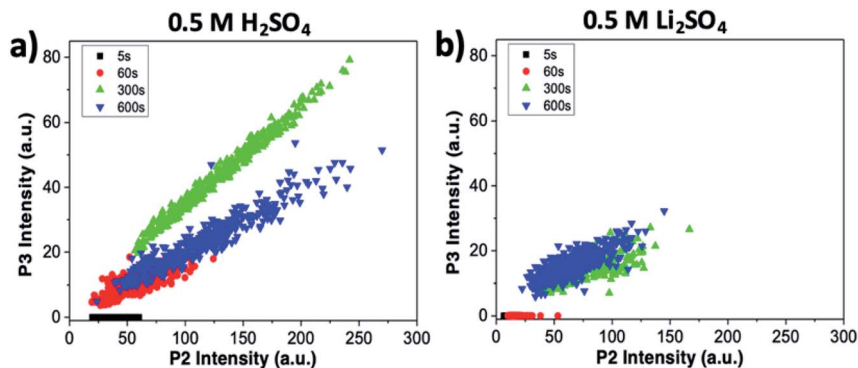 0.5 M H₂SO₄
0.5 M Li₂SO₄
a)
80
60
40
20
0
P3 Intensity (a.u.)
5s
60s
300s
600s
0 50 100 150 200 250 300
P2 Intensity (a.u.)
b)
80
60
40
20
0
P3 Intensity (a.u.)
5s
60s
300s
600s
0 50 100 150 200 250 300
P2 Intensity (a.u.)